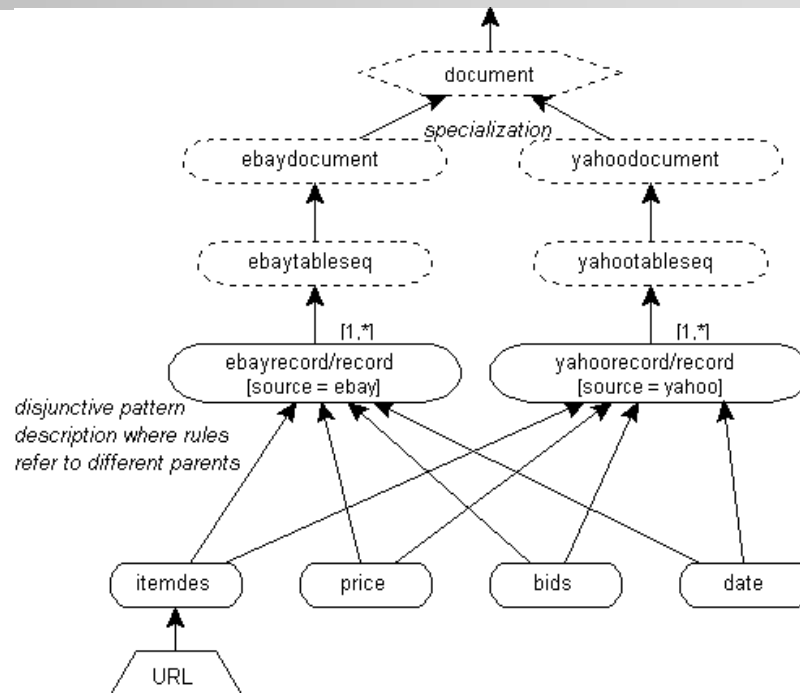 document
specialization
ebaydocument
yahoodocument
ebaytableseq
yahootableseq
[1,*]
[1,*]
ebayrecord/record
[source = ebay]
yahoorecord/record
[source = yahoo]
disjunctive pattern
description where rules
refer to different parents
itemdes
price
bids
date
URL